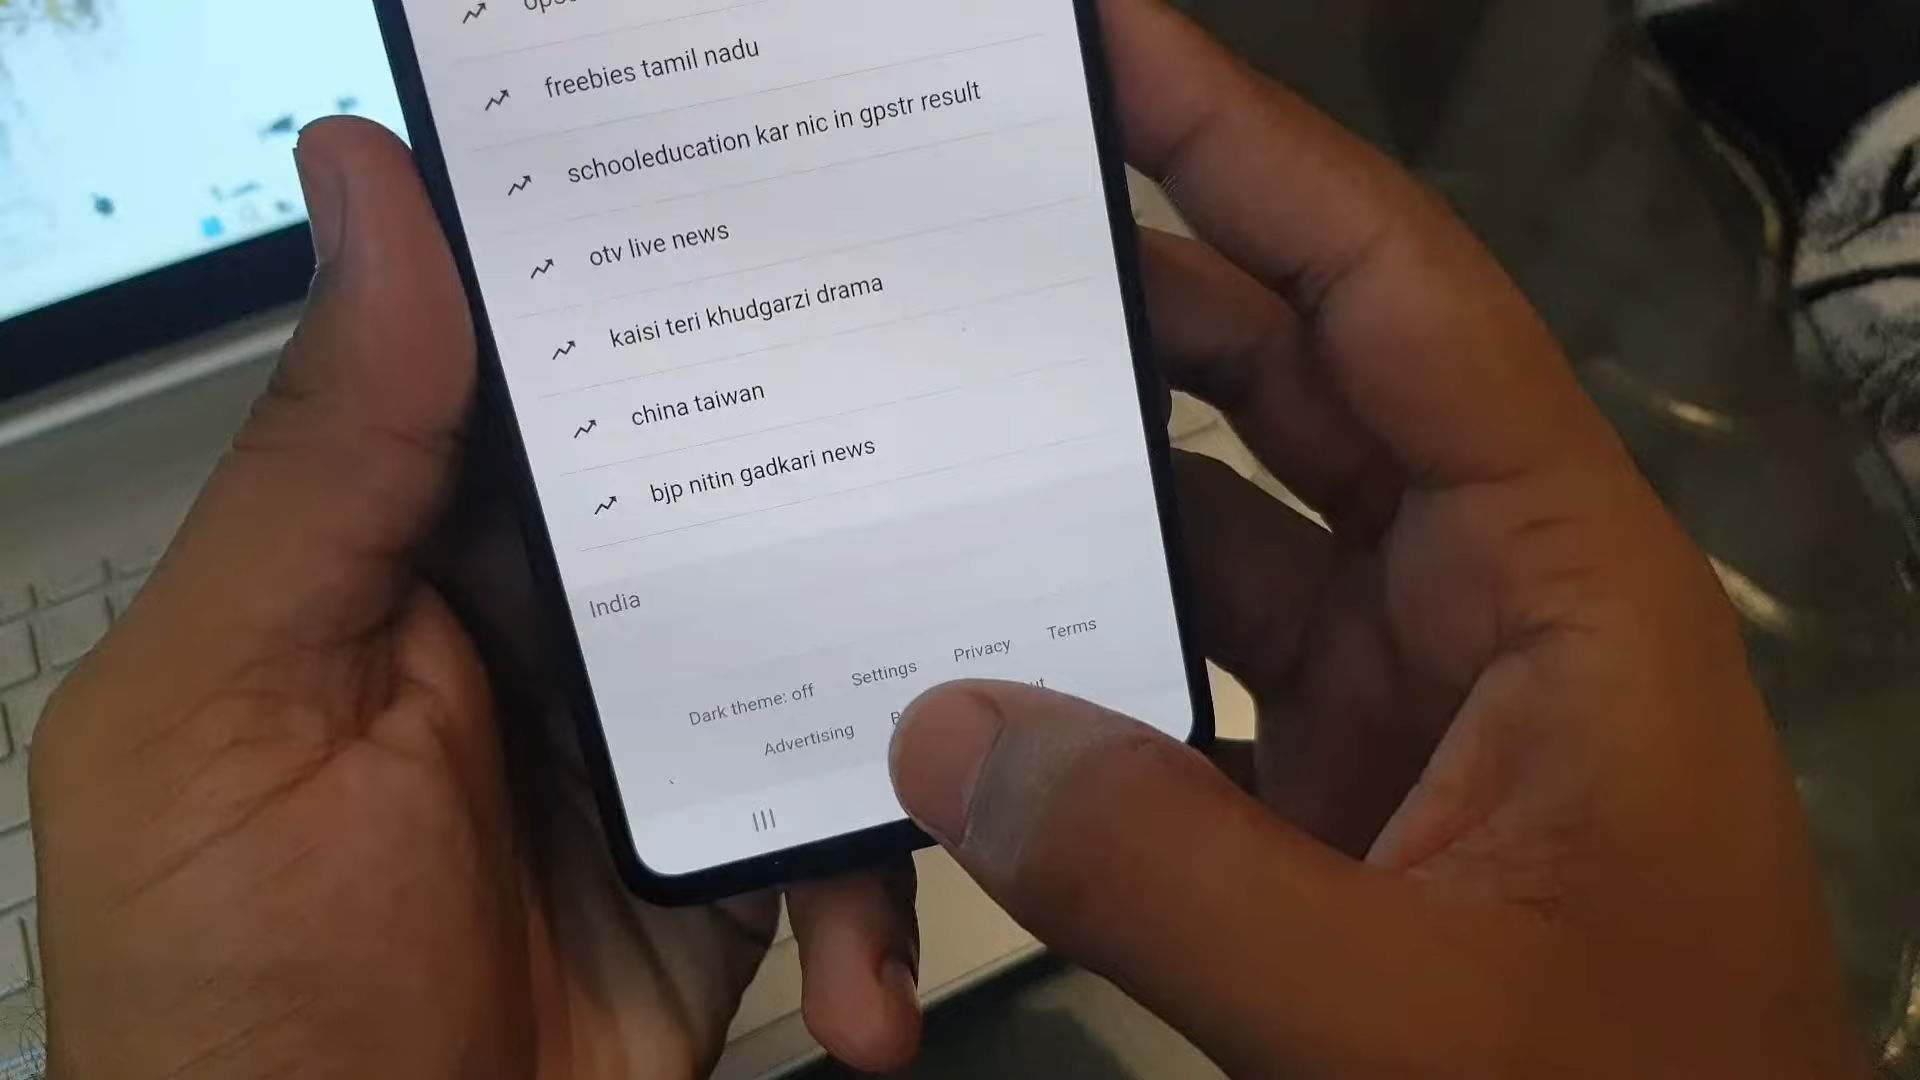 freebies tamil nadu
schooleducation kar nic in gpstr result
otv live news
kaisi teri khudgarzi drama
china taiwan
bjp nitin gadkari news
India
Dark theme: off Settings Privacy Terms
Advertising